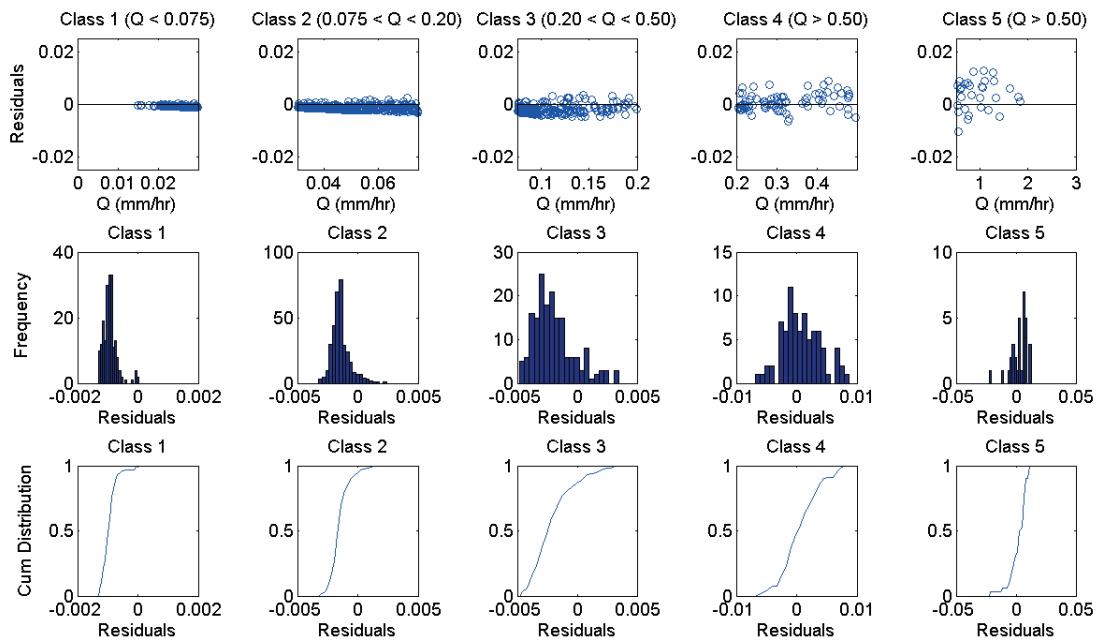 Class 1 (Q < 0.075)
Class 2 (0.075 < Q < 0.20)
Class 3 (0.20 < Q < 0.50)
Class 4 (Q > 0.50)
Class 5 (Q > 0.50)
Residuals
0.02
0
-0.02
0.02
0
-0.02
0.02
0
-0.02
0.02
0
-0.02
0.02
0
-0.02
0 0.01 0.02
0.04 0.06
0.1 0.15 0.2
0.2 0.3 0.4
1 2 3
Q (mm/hr)
Q (mm/hr)
Q (mm/hr)
Q (mm/hr)
Q (mm/hr)
Class 1
Class 2
Class 3
Class 4
Class 5
Frequency
40
20
0
100
50
0
30
20
10
0
15
10
5
0
10
5
0
-0.002 0 0.002
-0.005 0 0.005
-0.005 0 0.005
-0.01 0 0.01
-0.05 0 0.05
Residuals
Residuals
Residuals
Residuals
Residuals
Class 1
Class 2
Class 3
Class 4
Class 5
Cum Distribution
1
0.5
0
1
0.5
0
1
0.5
0
1
0.5
0
1
0.5
0
-0.002 0 0.002
-0.005 0 0.005
-0.005 0 0.005
-0.01 0 0.01
-0.05 0 0.05
Residuals
Residuals
Residuals
Residuals
Residuals